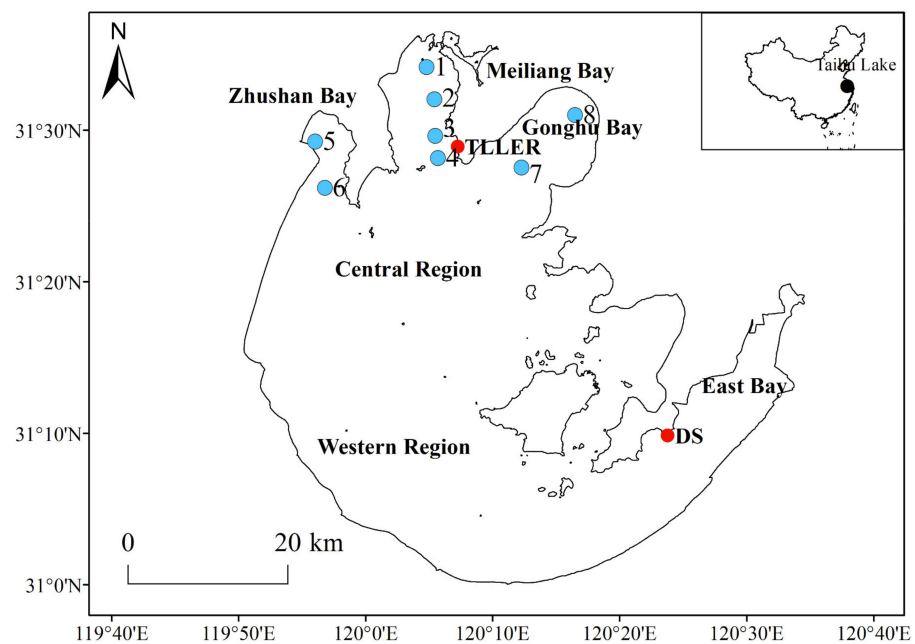 N
Taihu Lake
1
Meiliang Bay
Zhushan Bay
2
8
3
Gonghu Bay
5
TLLER
4
7
6
Central Region
East Bay
DS
Western Region
0 20 km
31°30'N
31°20'N
31°10'N
31°0'N
119°40'E 119°50'E 120°0'E 120°10'E 120°20'E 120°30'E 120°40'E